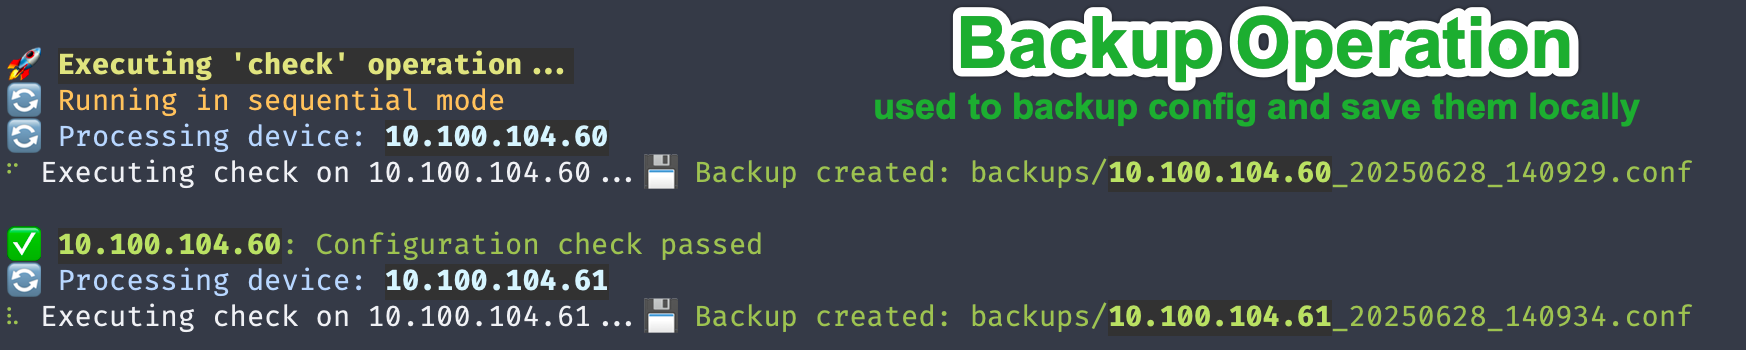 Backup Operation
used to backup config and save them locally
🚀 Executing 'check' operation...
🔄 Running in sequential mode
🔄 Processing device: 10.100.104.60
⠋ Executing check on 10.100.104.60...💾 Backup created: backups/10.100.104.60_20250628_140929.conf
✅ 10.100.104.60: Configuration check passed
🔄 Processing device: 10.100.104.61
⠧ Executing check on 10.100.104.61...💾 Backup created: backups/10.100.104.61_20250628_140934.conf